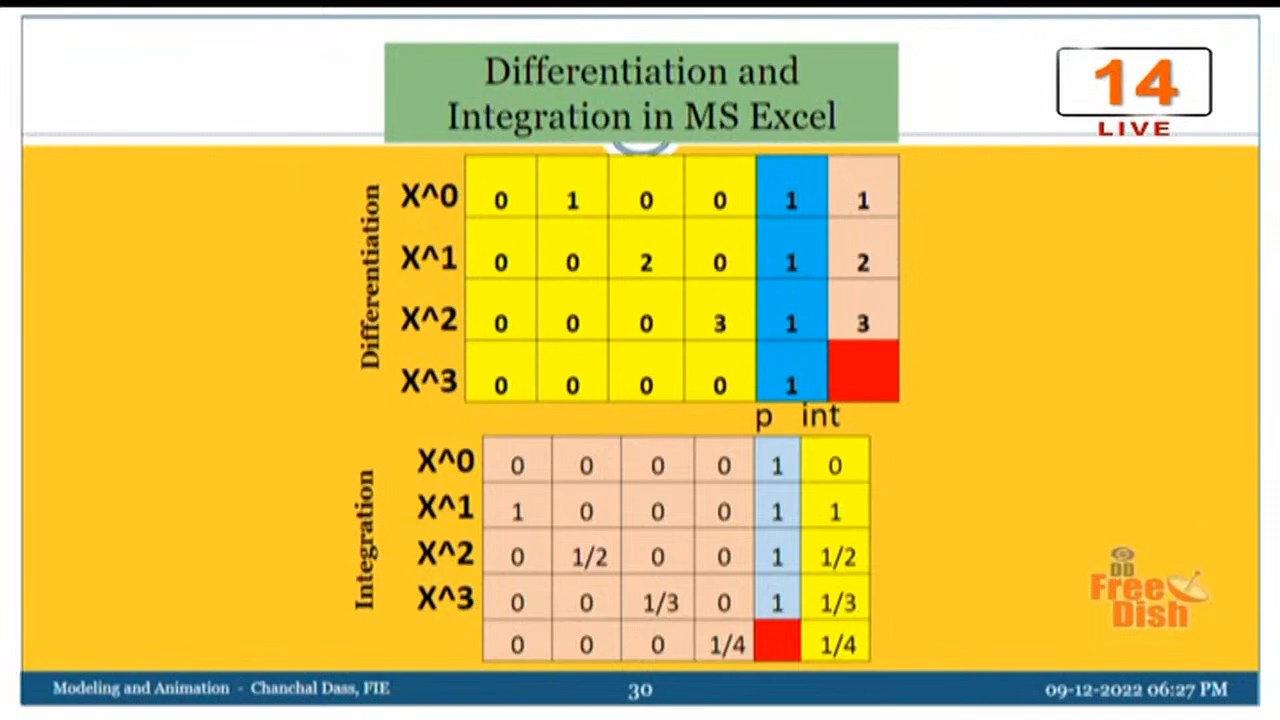 Differentiation and
Integration in MS Excel
14
LIVE
Differentiation
X^0 0 1 0 0 1 1
X^1 0 0 2 0 1 2
X^2 0 0 0 3 1 3
X^3 0 0 0 0 1
p int
Integration
X^0 0 0 0 0 1 0
X^1 1 0 0 0 1 1
X^2 0 1/2 0 0 1 1/2
X^3 0 0 1/3 0 1 1/3
0 0 0 1/4 1/4
DD
Free
Dish
Modeling and Animation - Chanchal Dass, FIE 30 09-12-2022 06:27 PM